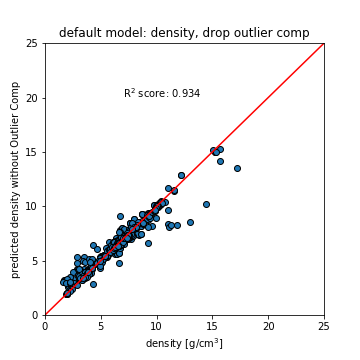 default model: density, drop outlier comp
25
20
15
10
5
0
predicted density without Outlier Comp
R² score: 0.934
0 5 10 15 20 25
density [g/cm³]